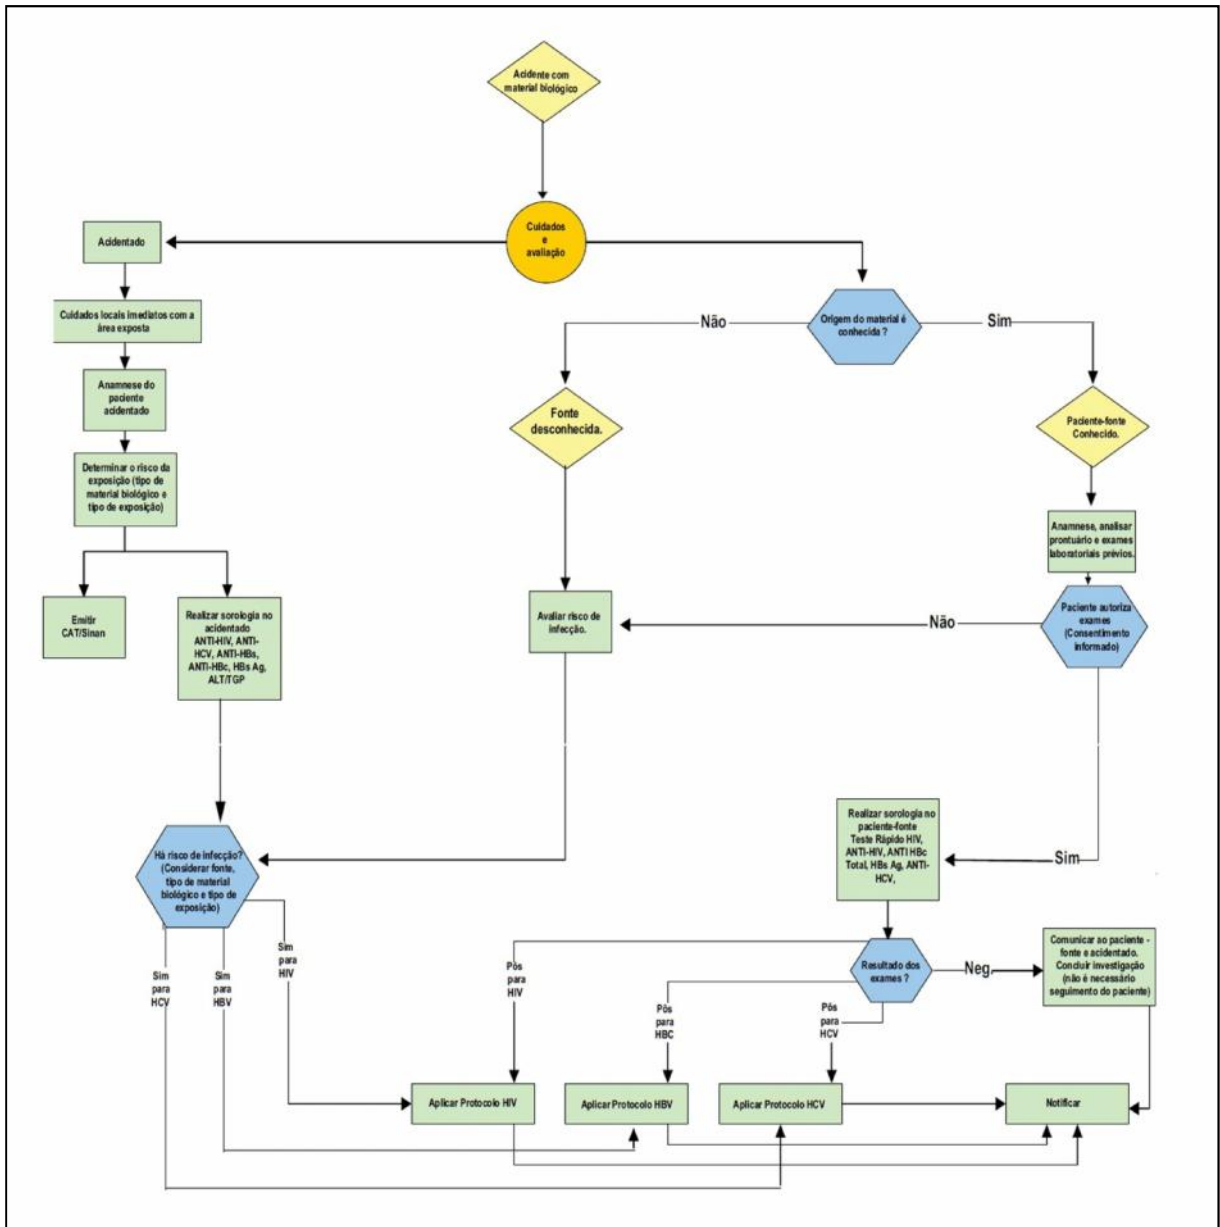 Acidente com
material biológico
Cuidados
e
avaliação
Acidentado
Cuidados locais imediatos com a
área exposta
Anamnese do
paciente
acidentado
Determinar o risco da
exposição (tipo de
material biológico e
tipo de exposição)
Emitir
CAT/Sinan
Realizar sorologia no
acidentado
ANTI-HIV, ANTI-
HCV, ANTI-HBs,
ANTI-HBc, HBs Ag,
ALT/TGP
Origem do material é
conhecida ?
Não
Sim
Fonte
desconhecida.
Paciente-fonte
Conhecido.
Anamnese, analisar
prontuário e exames
laboratoriais prévios.
Avaliar risco de
infecção.
Não
Paciente autoriza
exames
(Consentimento
informado)
Sim
Realizar sorologia no
paciente-fonte
Teste Rápido HIV,
ANTI-HIV, ANTI HBc
Total, HBs Ag, ANTI-
HCV,
Há risco de infecção?
(Considerar fonte,
tipo de material
biológico e tipo de
exposição)
Sim
para
HCV
Sim
para
HBV
Sim
para
HIV
Resultado dos
exames ?
Neg.
Comunicar ao paciente -
fonte e acidentado.
Concluir investigação
(não é necessário
seguimento do paciente)
Pós
para
HIV
Pós
para
HBC
Pós
para
HCV
Aplicar Protocolo HIV
Aplicar Protocolo HBV
Aplicar Protocolo HCV
Notificar